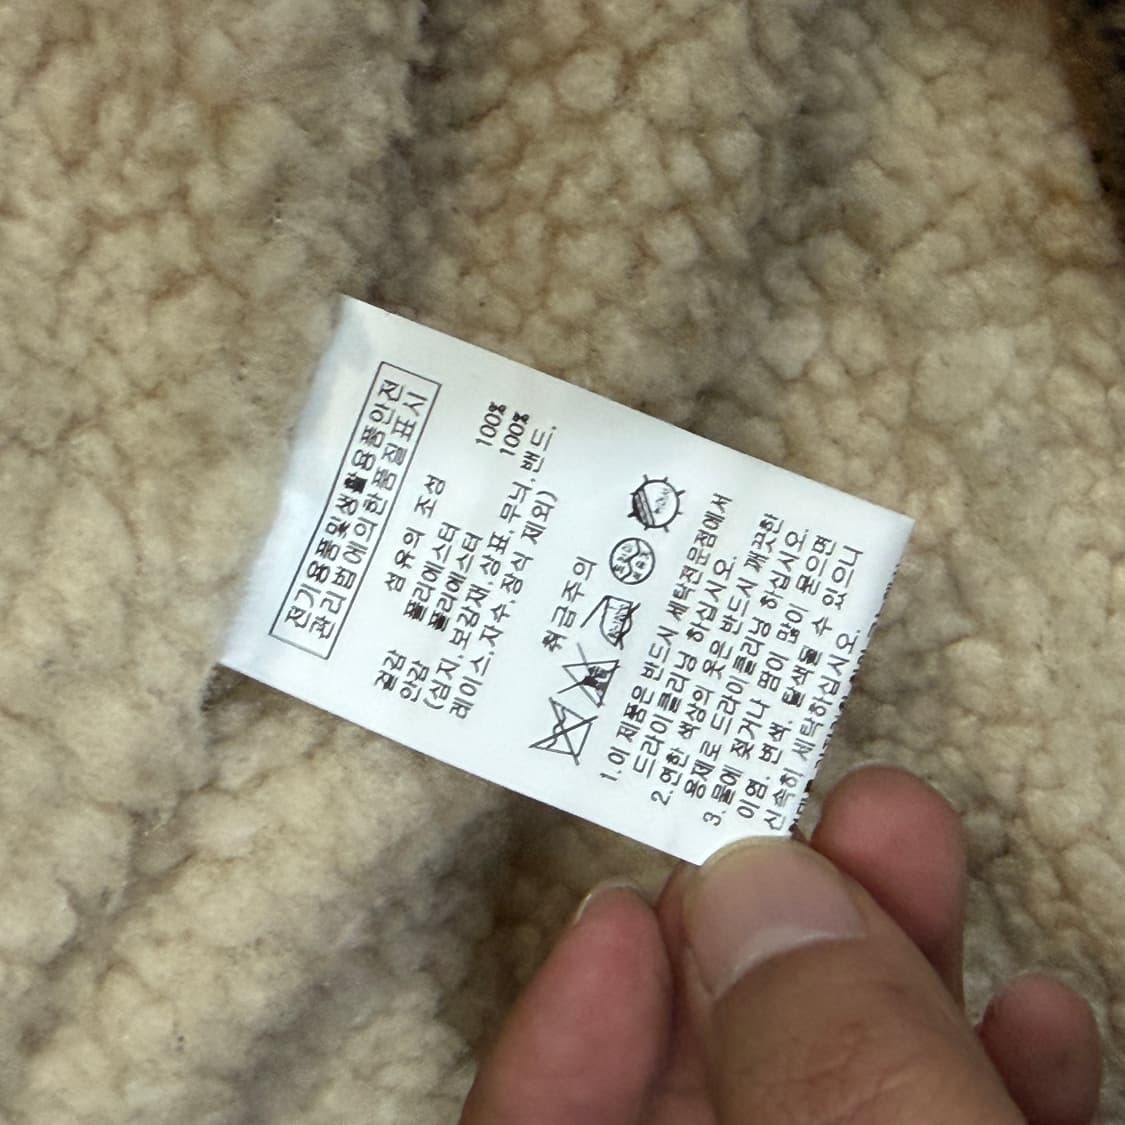 전기용품및생활용품안전
관리법에의한품질표시
섬유의 조성
겉감 폴리에스터 100%
안감 폴리에스터 100%
(심지.보강재.상표.무늬.밴드.
레이스.자수.장식 제외)
취급주의
1.이 제품은 반드시 세탁전문점에서
드라이클리닝 하십시오.
2.연한 색상의 옷은 반드시 깨끗한
용제로 드라이클리닝 하십시오.
3.물에 젖거나 땀이 많이 묻으면
이염.변색.탈색될 수 있으니
신속히 세탁하십시오.